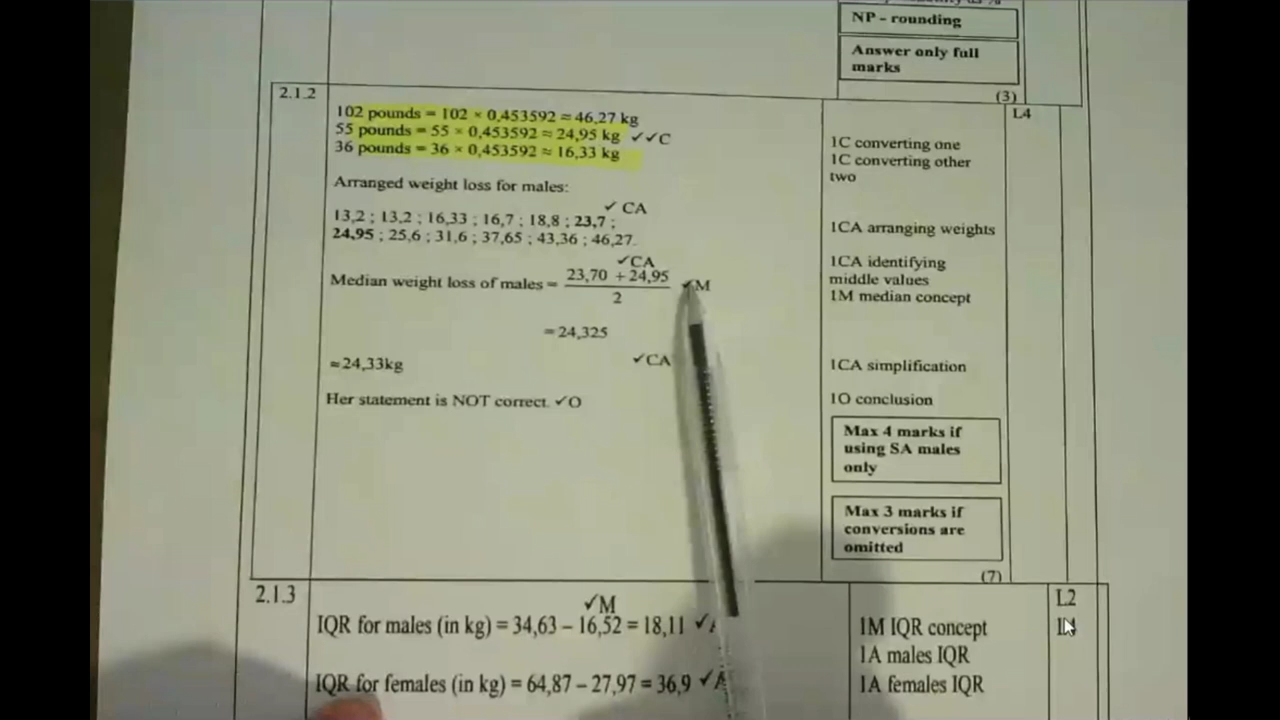 NP - rounding
Answer only full
marks
(3)
2.1.2
L4
102 pounds = 102 × 0,453592 ≈ 46,27 kg
55 pounds = 55 × 0,453592 ≈ 24,95 kg ✓✓C
36 pounds = 36 × 0,453592 ≈ 16,33 kg
1C converting one
1C converting other
two
Arranged weight loss for males:
✓ CA
13,2 ; 13,2 ; 16,33 ; 16,7 ; 18,8 ; 23,7 ;
24,95 ; 25,6 ; 31,6 ; 37,65 ; 43,36 ; 46,27.
1CA arranging weights
✓CA
Median weight loss of males = (23,70 + 24,95)/2 ✓M
1CA identifying
middle values
1M median concept
= 24,325
≈24,33kg ✓CA
1CA simplification
Her statement is NOT correct. ✓O
1O conclusion
Max 4 marks if
using SA males
only
Max 3 marks if
conversions are
omitted
(7)
2.1.3
L2
✓M
IQR for males (in kg) = 34,63 – 16,52 = 18,11 ✓
1M IQR concept
1A males IQR
IQR for females (in kg) = 64,87 – 27,97 = 36,9 ✓
1A females IQR